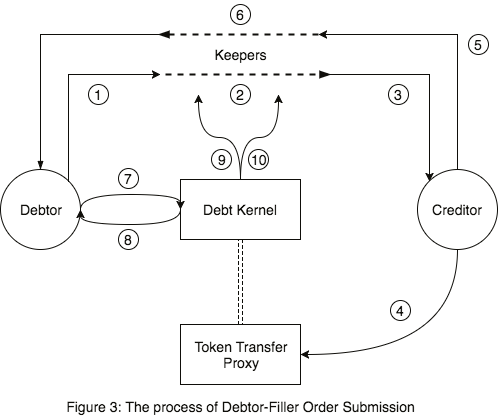 6
5
Keepers
1
2
3
9
10
7
Debtor
Debt Kernel
Creditor
8
4
Token Transfer
Proxy
Figure 3: The process of Debtor-Filler Order Submission